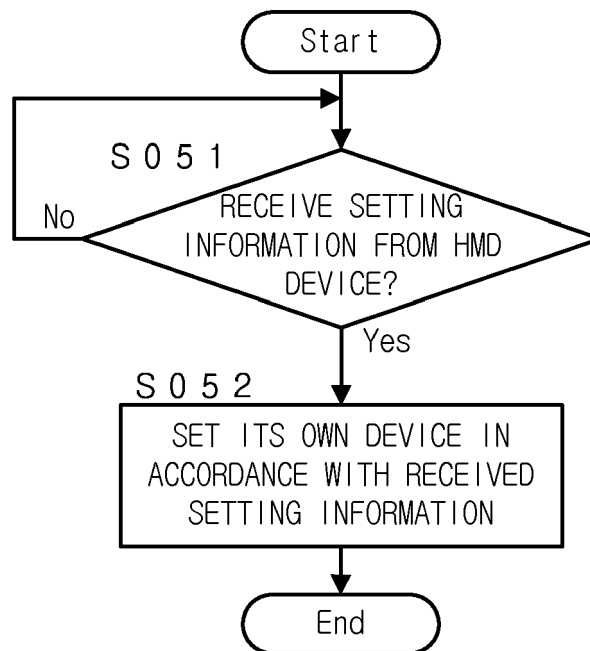 Start
S051
RECEIVE SETTING
INFORMATION FROM HMD
DEVICE?
No
Yes
S052
SET ITS OWN DEVICE IN
ACCORDANCE WITH RECEIVED
SETTING INFORMATION
End